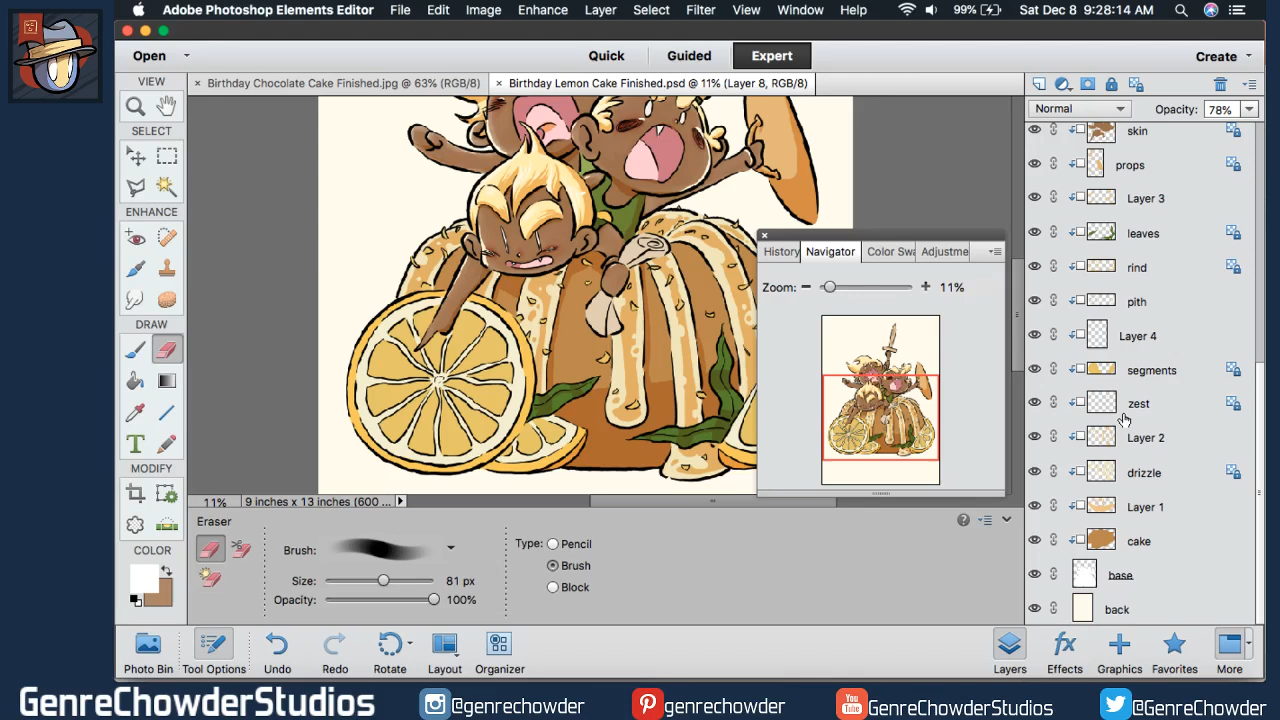 Adobe Photoshop Elements Editor File Edit Image Enhance Layer Select Filter View Window Help 99% Sat Dec 8 9:28:14 AM
Open Quick Guided Expert Create
Birthday Chocolate Cake Finished.jpg @ 63% (RGB/8) Birthday Lemon Cake Finished.psd @ 11% (Layer 8, RGB/8)
VIEW
SELECT
ENHANCE
DRAW
MODIFY
COLOR
Normal Opacity: 78%
skin
props
Layer 3
leaves
rind
pith
Layer 4
segments
zest
Layer 2
drizzle
Layer 1
cake
base
back
History Navigator Color Swa Adjustme
Zoom: 11%
11% 9 inches x 13 inches (600 ...
Eraser
Brush:
Size: 81 px
Opacity: 100%
Type: Pencil
Brush
Block
Photo Bin Tool Options Undo Redo Rotate Layout Organizer Layers Effects Graphics Favorites More
GenreChowderStudios @genrechowder genrechowder YouTube GenreChowderStudios @GenreChowder